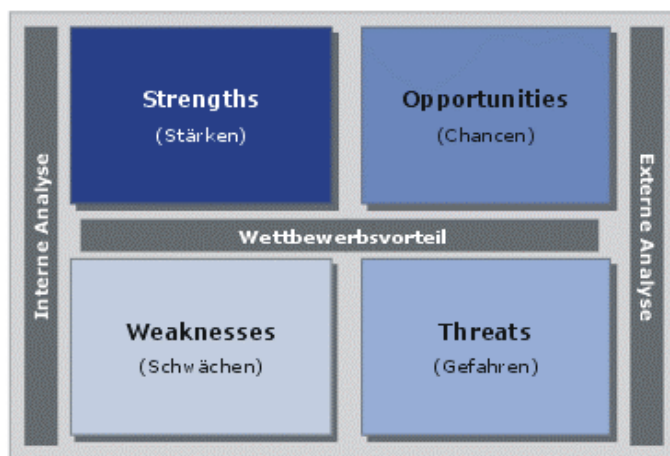 Interne Analyse
Strengths
(Stärken)
Opportunities
(Chancen)
Wettbewerbsvorteil
Weaknesses
(Schwächen)
Threats
(Gefahren)
Externe Analyse